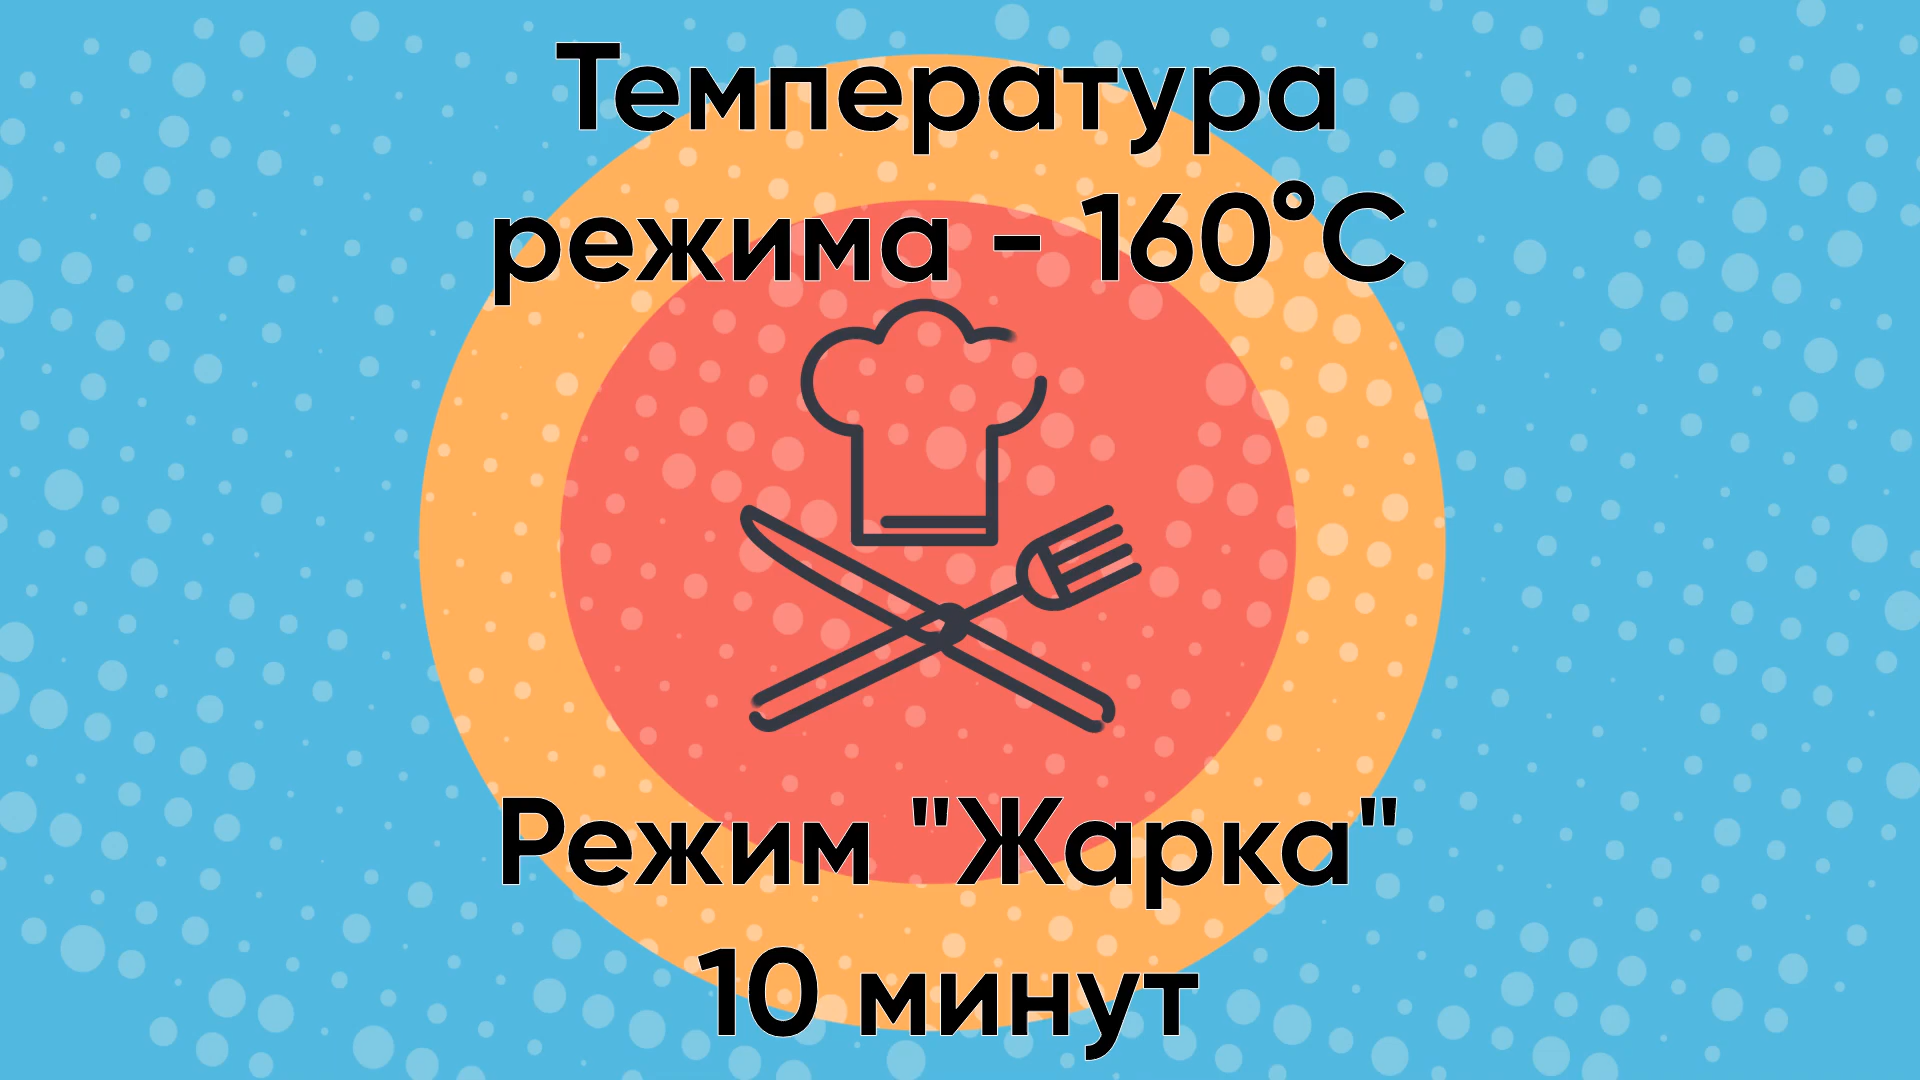 Температура
режима - 160°С
Режим "Жарка"
10 минут